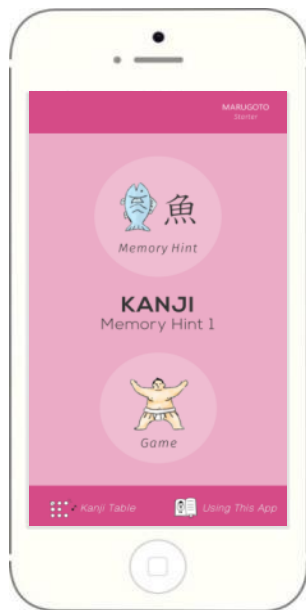 MARUGOTO
Starter
魚
Memory Hint
KANJI
Memory Hint 1
Game
Kanji Table
Using This App